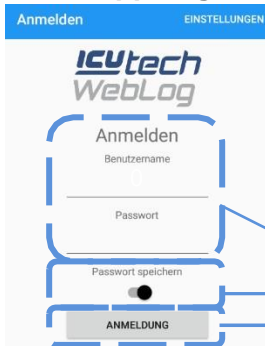 Anmelden EINSTELLUNGEN
ICUtech
WebLog
Anmelden
Benutzername
Passwort
Passwort speichern
ANMELDUNG